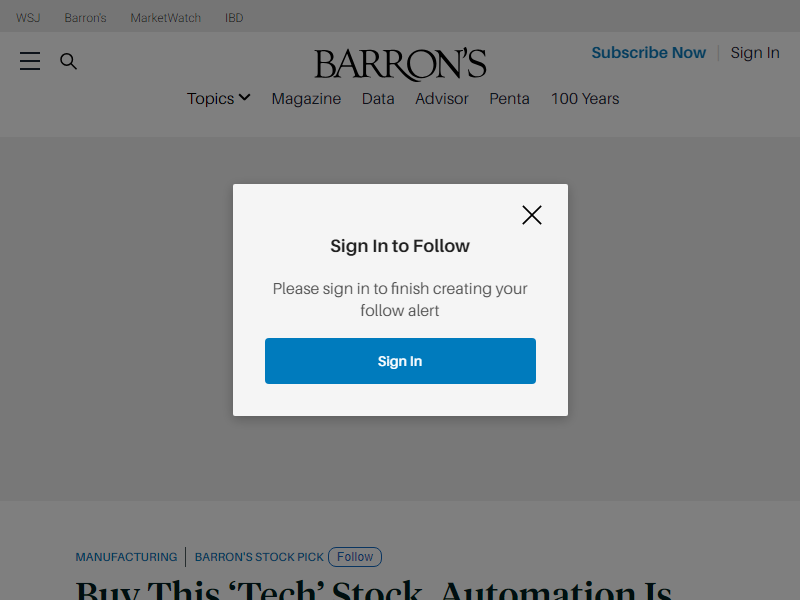 WSJ Barron's MarketWatch IBD
BARRON'S
Subscribe Now Sign In
Topics Magazine Data Advisor Penta 100 Years
Sign In to Follow
Please sign in to finish creating your
follow alert
Sign In
MANUFACTURING BARRON'S STOCK PICK Follow
Buy This ‘Tech’ Stock. Automation Is